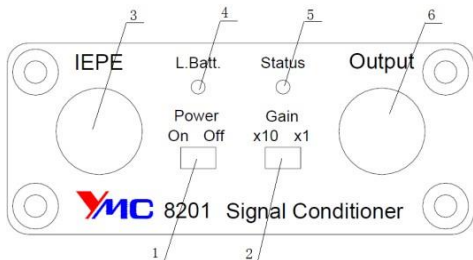 3 4 5 6
IEPE L.Batt. Status Output
Power Gain
On Off x10 x1
YMC 8201 Signal Conditioner
1 2